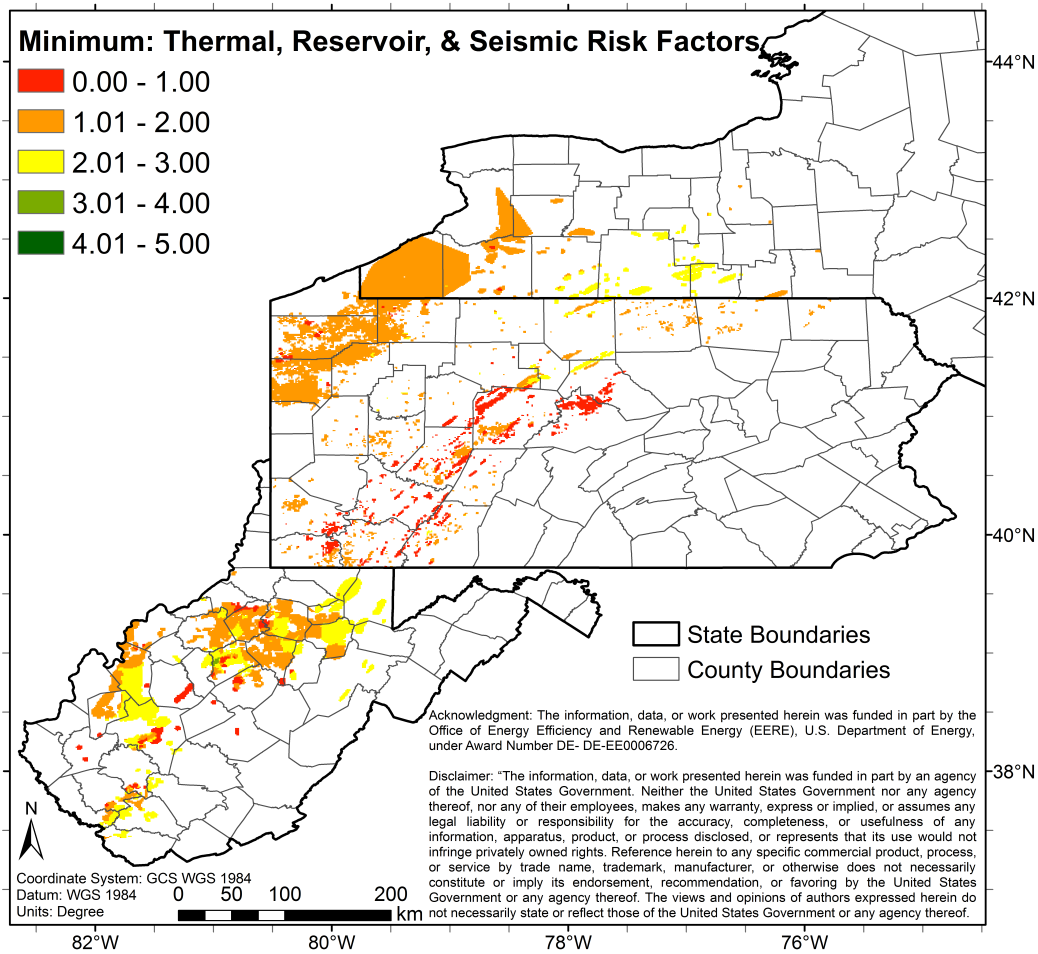 Minimum: Thermal, Reservoir, & Seismic Risk Factors
0.00 - 1.00
1.01 - 2.00
2.01 - 3.00
3.01 - 4.00
4.01 - 5.00
44°N
42°N
40°N
38°N
State Boundaries
County Boundaries
Acknowledgment: The information, data, or work presented herein was funded in part by the
Office of Energy Efficiency and Renewable Energy (EERE), U.S. Department of Energy,
under Award Number DE- DE-EE0006726.
Disclaimer: “The information, data, or work presented herein was funded in part by an agency
of the United States Government. Neither the United States Government nor any agency
thereof, nor any of their employees, makes any warranty, express or implied, or assumes any
legal liability or responsibility for the accuracy, completeness, or usefulness of any
information, apparatus, product, or process disclosed, or represents that its use would not
infringe privately owned rights. Reference herein to any specific commercial product, process,
or service by trade name, trademark, manufacturer, or otherwise does not necessarily
constitute or imply its endorsement, recommendation, or favoring by the United States
Government or any agency thereof. The views and opinions of authors expressed herein do
not necessarily state or reflect those of the United States Government or any agency thereof.
N
Coordinate System: GCS WGS 1984
Datum: WGS 1984
Units: Degree
0 50 100 200
km
82°W 80°W 78°W 76°W